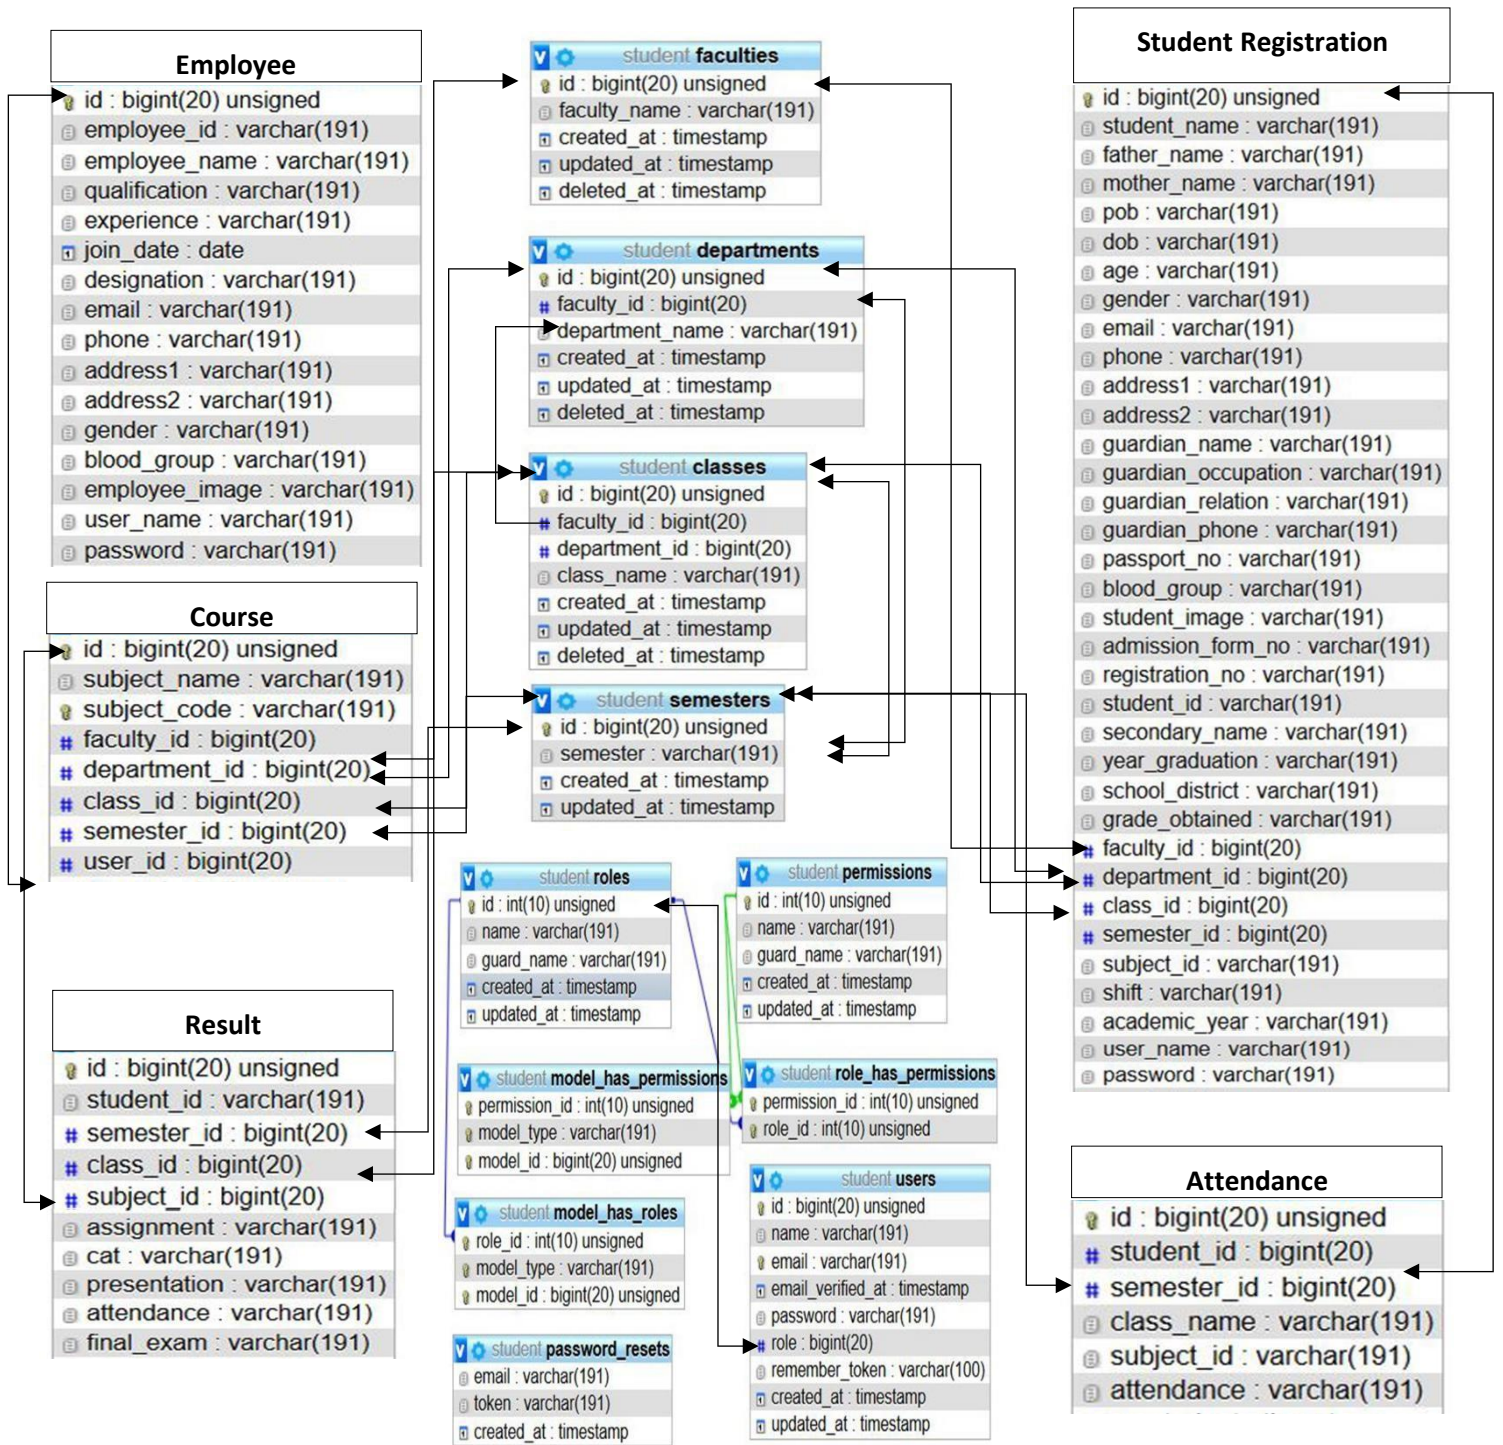 Employee
id : bigint(20) unsigned
employee_id : varchar(191)
employee_name : varchar(191)
qualification : varchar(191)
experience : varchar(191)
join_date : date
designation : varchar(191)
email : varchar(191)
phone : varchar(191)
address1 : varchar(191)
address2 : varchar(191)
gender : varchar(191)
blood_group : varchar(191)
employee_image : varchar(191)
user_name : varchar(191)
password : varchar(191)
Course
id : bigint(20) unsigned
subject_name : varchar(191)
subject_code : varchar(191)
faculty_id : bigint(20)
department_id : bigint(20)
class_id : bigint(20)
semester_id : bigint(20)
user_id : bigint(20)
Result
id : bigint(20) unsigned
student_id : varchar(191)
semester_id : bigint(20)
class_id : bigint(20)
subject_id : bigint(20)
assignment : varchar(191)
cat : varchar(191)
presentation : varchar(191)
attendance : varchar(191)
final_exam : varchar(191)
student faculties
id : bigint(20) unsigned
faculty_name : varchar(191)
created_at : timestamp
updated_at : timestamp
deleted_at : timestamp
student departments
id : bigint(20) unsigned
faculty_id : bigint(20)
department_name : varchar(191)
created_at : timestamp
updated_at : timestamp
deleted_at : timestamp
student classes
id : bigint(20) unsigned
faculty_id : bigint(20)
department_id : bigint(20)
class_name : varchar(191)
created_at : timestamp
updated_at : timestamp
deleted_at : timestamp
student semesters
id : bigint(20) unsigned
semester : varchar(191)
created_at : timestamp
updated_at : timestamp
student roles
id : int(10) unsigned
name : varchar(191)
guard_name : varchar(191)
created_at : timestamp
updated_at : timestamp
student permissions
id : int(10) unsigned
name : varchar(191)
guard_name : varchar(191)
created_at : timestamp
updated_at : timestamp
student model_has_permissions
permission_id : int(10) unsigned
model_type : varchar(191)
model_id : bigint(20) unsigned
student role_has_permissions
permission_id : int(10) unsigned
role_id : int(10) unsigned
student model_has_roles
role_id : int(10) unsigned
model_type : varchar(191)
model_id : bigint(20) unsigned
student users
id : bigint(20) unsigned
name : varchar(191)
email : varchar(191)
email_verified_at : timestamp
password : varchar(191)
role : bigint(20)
remember_token : varchar(100)
created_at : timestamp
updated_at : timestamp
student password_resets
email : varchar(191)
token : varchar(191)
created_at : timestamp
Student Registration
id : bigint(20) unsigned
student_name : varchar(191)
father_name : varchar(191)
mother_name : varchar(191)
pob : varchar(191)
dob : varchar(191)
age : varchar(191)
gender : varchar(191)
email : varchar(191)
phone : varchar(191)
address1 : varchar(191)
address2 : varchar(191)
guardian_name : varchar(191)
guardian_occupation : varchar(191)
guardian_relation : varchar(191)
guardian_phone : varchar(191)
passport_no : varchar(191)
blood_group : varchar(191)
student_image : varchar(191)
admission_form_no : varchar(191)
registration_no : varchar(191)
student_id : varchar(191)
secondary_name : varchar(191)
year_graduation : varchar(191)
school_district : varchar(191)
grade_obtained : varchar(191)
faculty_id : bigint(20)
department_id : bigint(20)
class_id : bigint(20)
semester_id : bigint(20)
subject_id : varchar(191)
shift : varchar(191)
academic_year : varchar(191)
user_name : varchar(191)
password : varchar(191)
Attendance
id : bigint(20) unsigned
student_id : bigint(20)
semester_id : bigint(20)
class_name : varchar(191)
subject_id : varchar(191)
attendance : varchar(191)